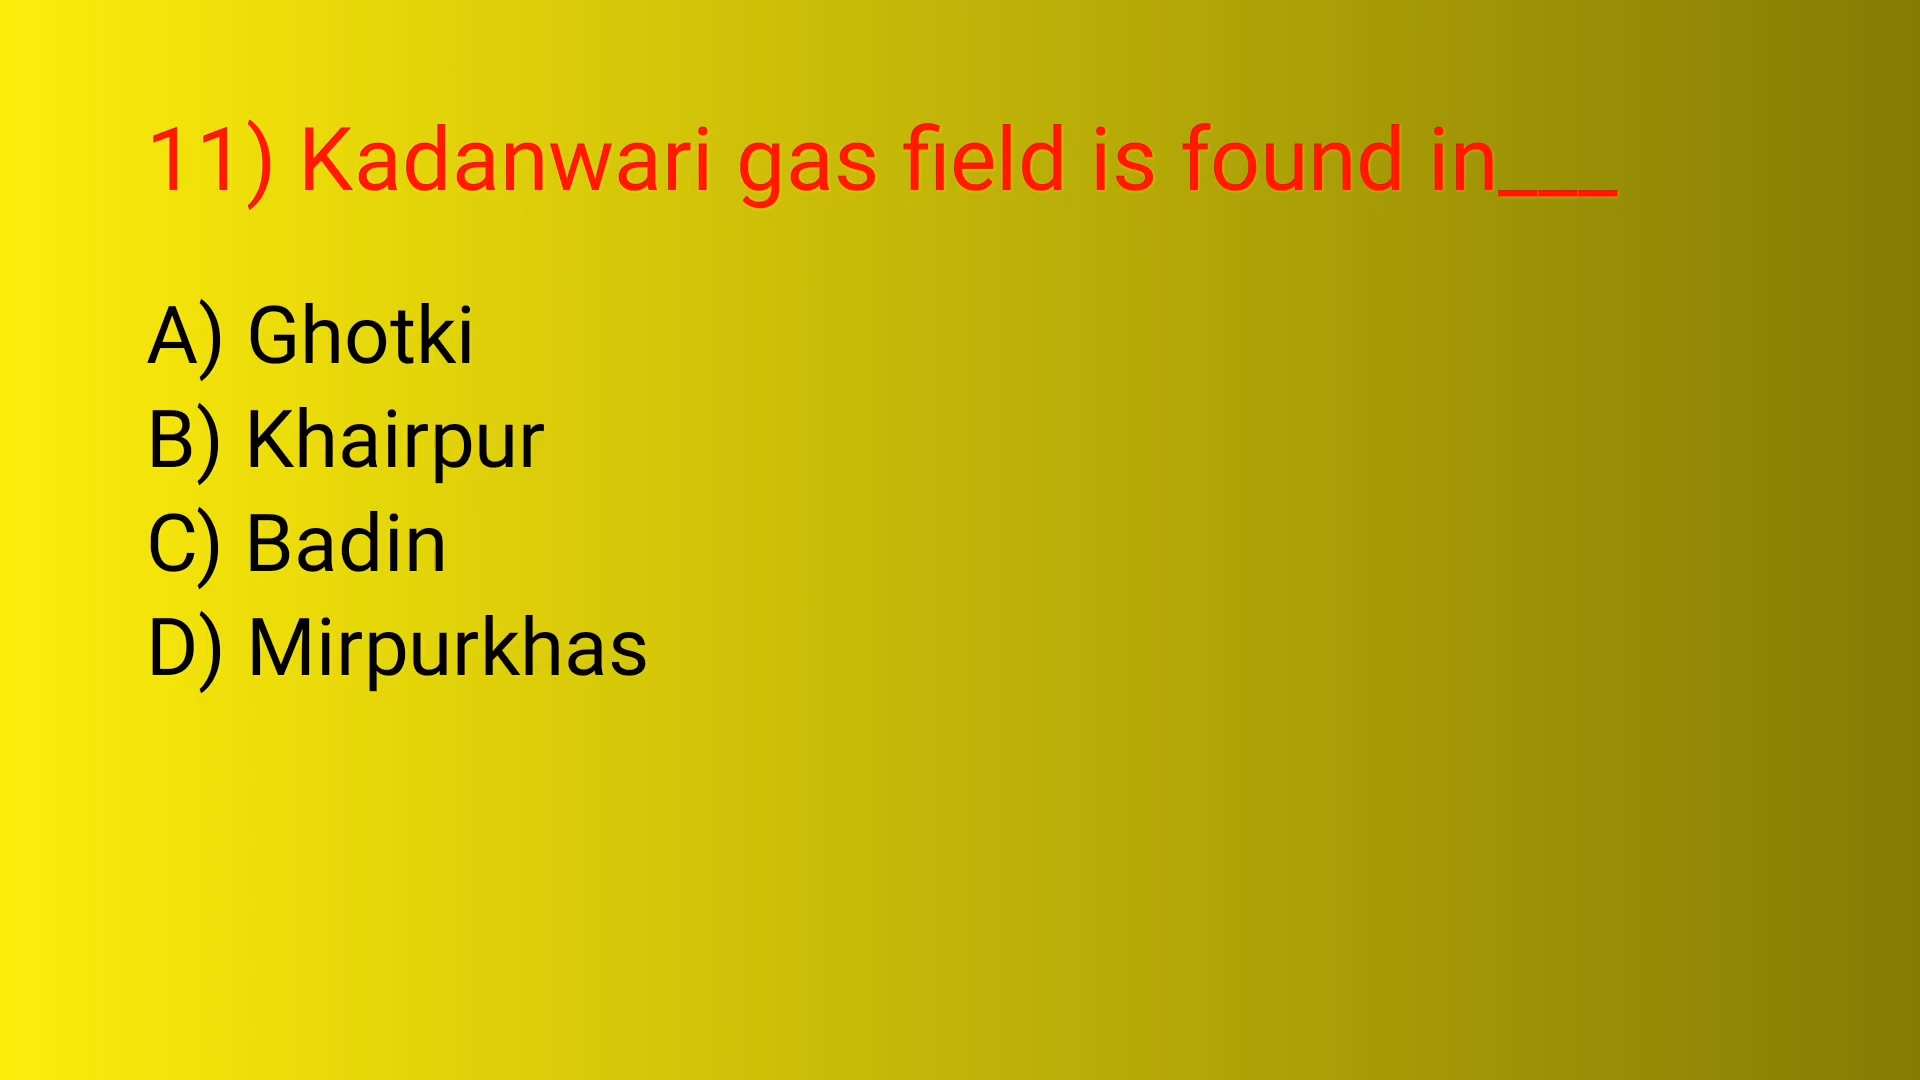 11) Kadanwari gas field is found in___
A) Ghotki
B) Khairpur
C) Badin
D) Mirpurkhas